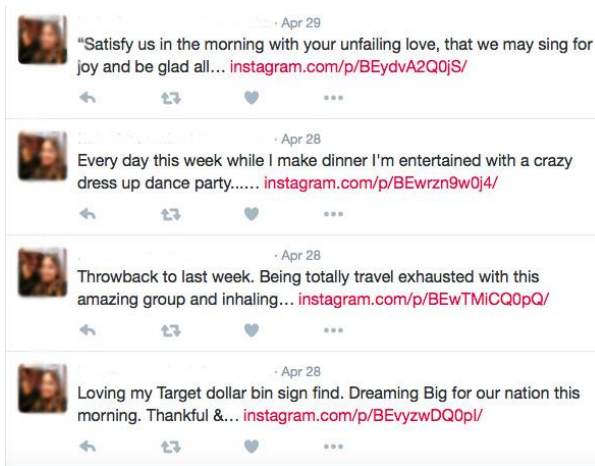 · Apr 29
“Satisfy us in the morning with your unfailing love, that we may sing for
joy and be glad all… instagram.com/p/BEydvA2Q0jS/
· Apr 28
Every day this week while I make dinner I'm entertained with a crazy
dress up dance party...… instagram.com/p/BEwrzn9w0j4/
· Apr 28
Throwback to last week. Being totally travel exhausted with this
amazing group and inhaling… instagram.com/p/BEwTMiCQ0pQ/
· Apr 28
Loving my Target dollar bin sign find. Dreaming Big for our nation this
morning. Thankful &… instagram.com/p/BEvyzwDQ0pl/